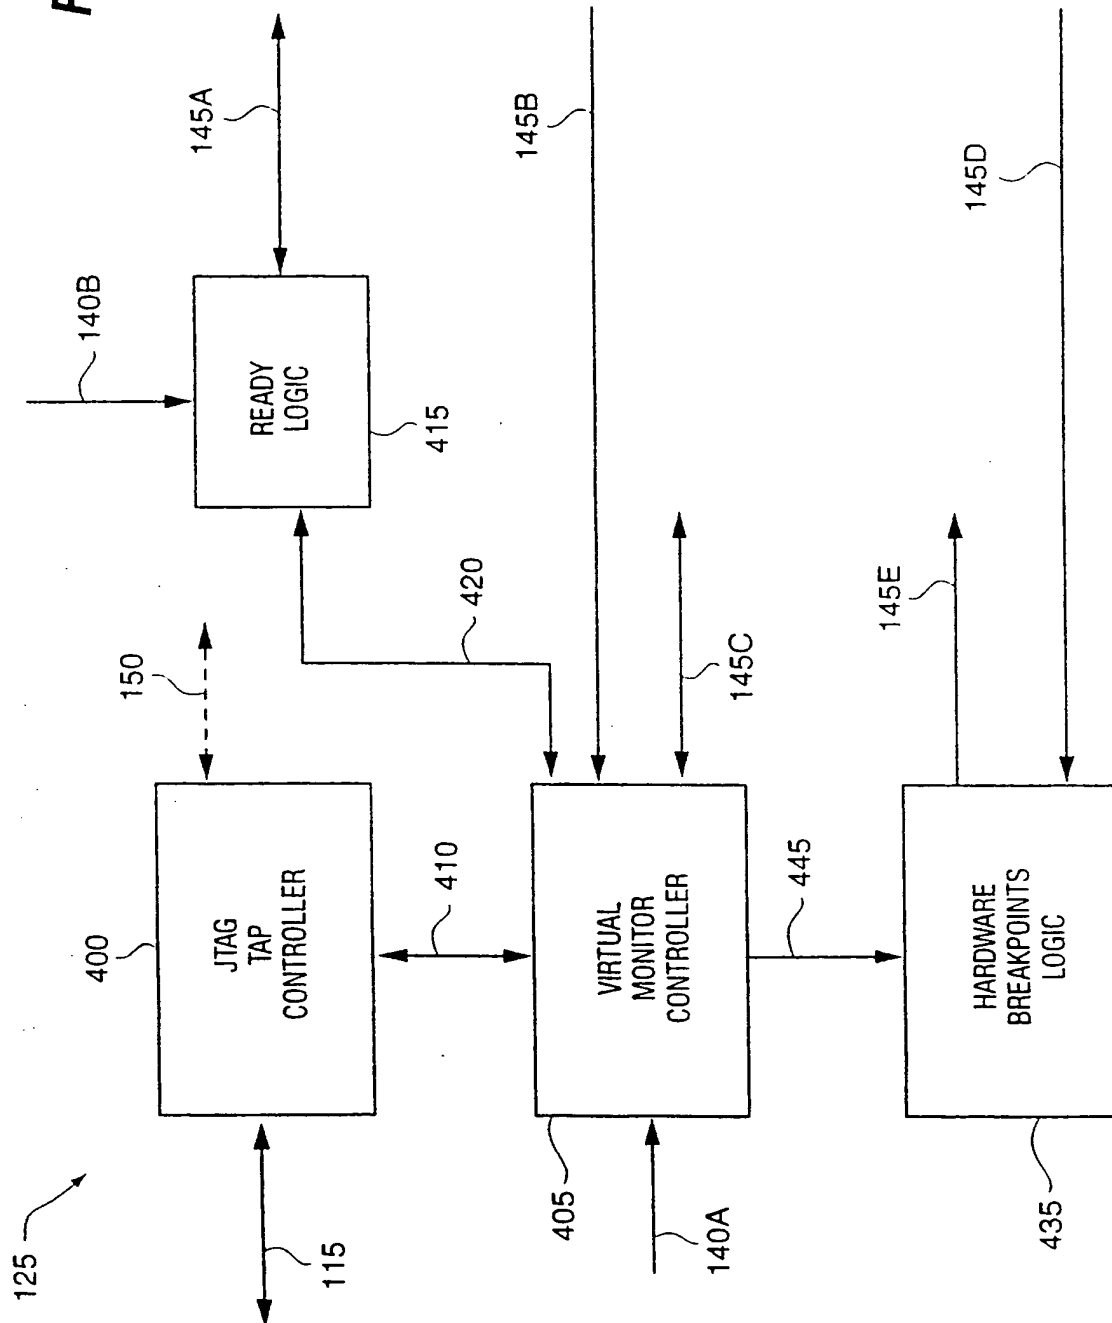 125
115
400
JTAG
TAP
CONTROLLER
150
410
420
140B
READY
LOGIC
415
145A
405
140A
VIRTUAL
MONITOR
CONTROLLER
145B
145C
445
435
HARDWARE
BREAKPOINTS
LOGIC
145E
145D